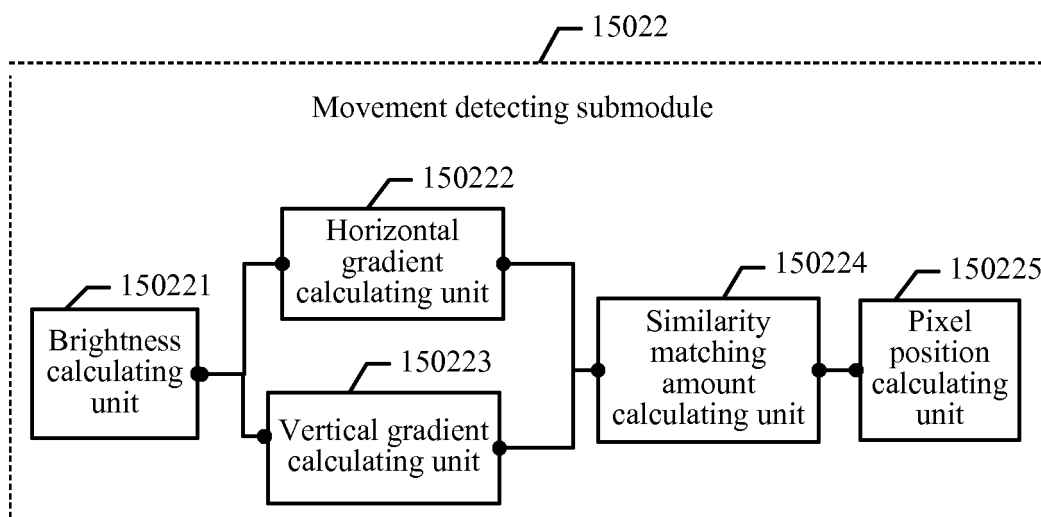 15022
Movement detecting submodule
150222
Horizontal
gradient
calculating unit
150221
Brightness
calculating
unit
150223
Vertical gradient
calculating unit
150224
Similarity
matching
amount
calculating unit
150225
Pixel
position
calculating
unit